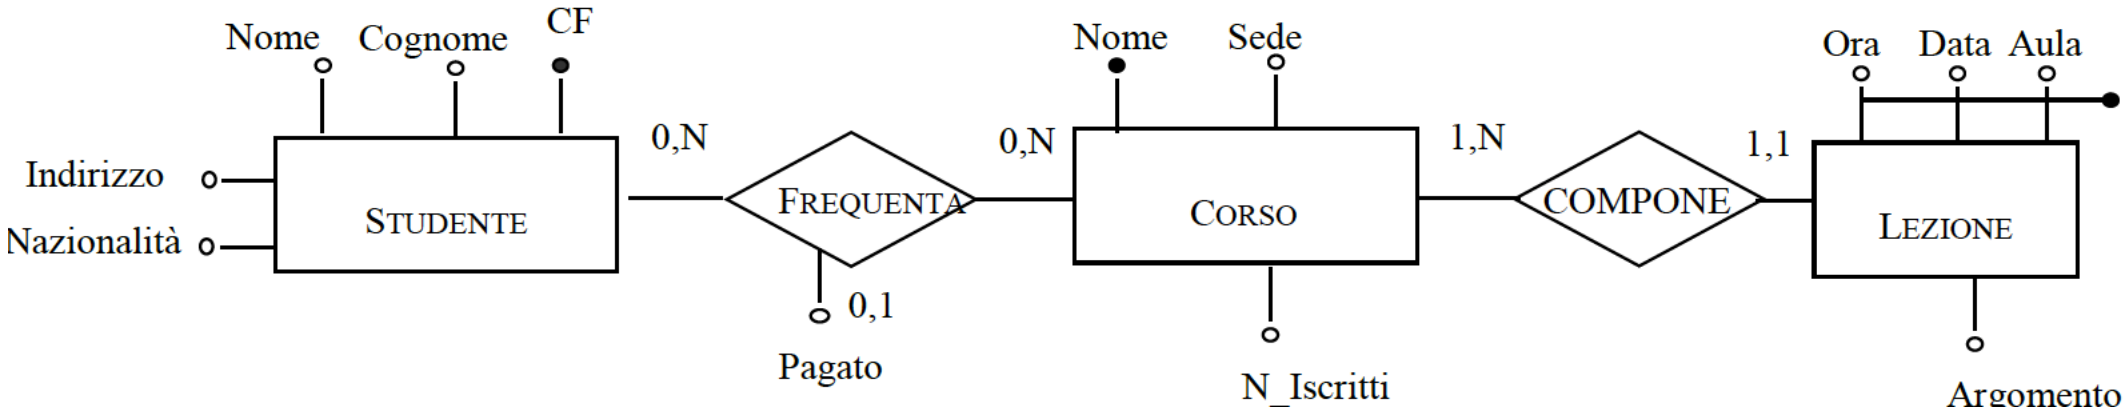 Nome Cognome CF
Nome Sede
Ora Data Aula
Indirizzo
Nazionalità
STUDENTE
0,N
FREQUENTA
0,N
CORSO
1,N
COMPONE
1,1
LEZIONE
0,1
Pagato
N_Iscritti
Argomento